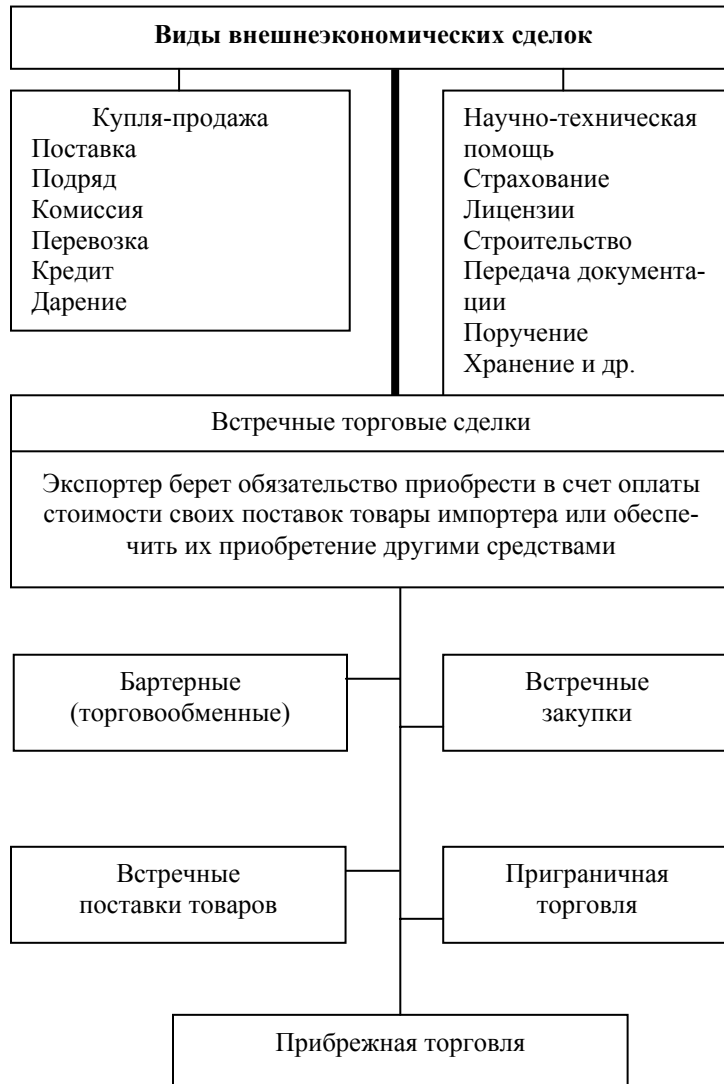 Виды внешнеэкономических сделок
Купля-продажа
Поставка
Подряд
Комиссия
Перевозка
Кредит
Дарение
Научно-техническая
помощь
Страхование
Лицензии
Строительство
Передача документа-
ции
Поручение
Хранение и др.
Встречные торговые сделки
Экспортер берет обязательство приобрести в счет оплаты
стоимости своих поставок товары импортера или обеспе-
чить их приобретение другими средствами
Бартерные
(торговообменные)
Встречные
закупки
Встречные
поставки товаров
Приграничная
торговля
Прибрежная торговля